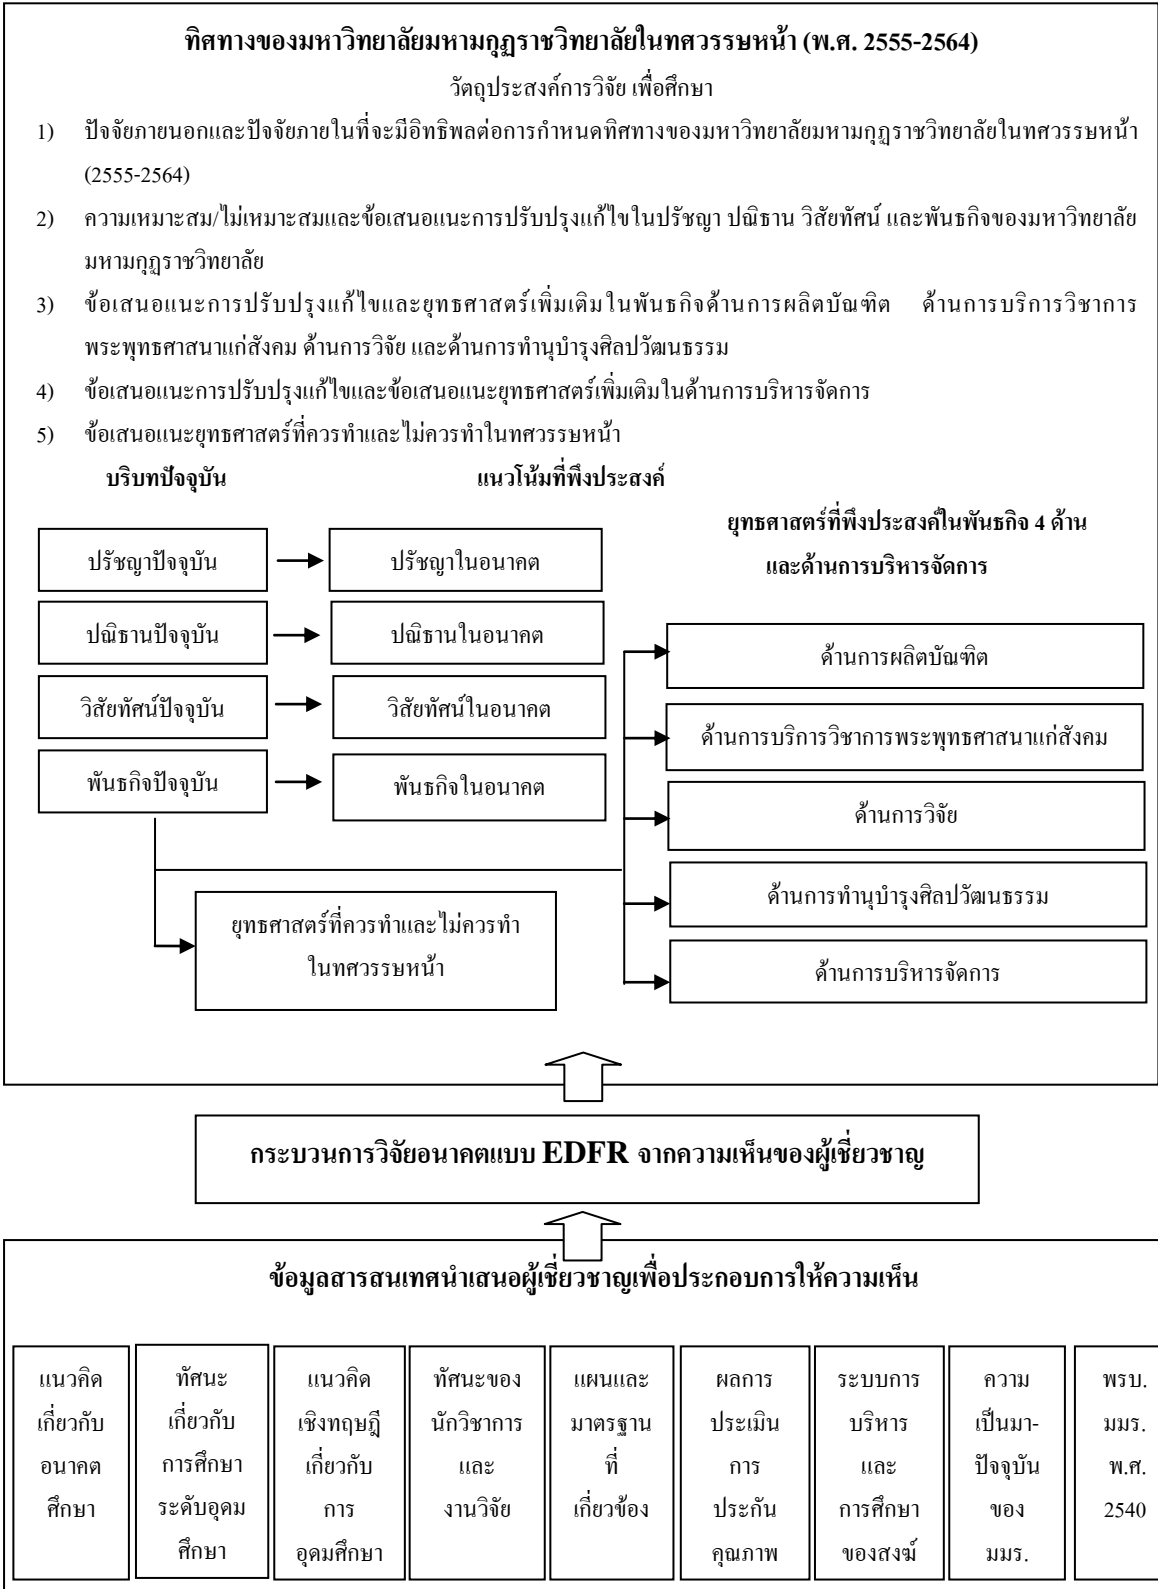 ทิศทางของมหาวิทยาลัยมหามกุฏราชวิทยาลัยในทศวรรษหน้า (พ.ศ. 2555-2564)
วัตถุประสงค์การวิจัย เพื่อศึกษา
1) ปัจจัยภายนอกและปัจจัยภายในที่จะมีอิทธิพลต่อการกำหนดทิศทางของมหาวิทยาลัยมหามกุฏราชวิทยาลัยในทศวรรษหน้า
(2555-2564)
2) ความเหมาะสม/ไม่เหมาะสมและข้อเสนอแนะการปรับปรุงแก้ไขในปรัชญา ปณิธาน วิสัยทัศน์ และพันธกิจของมหาวิทยาลัย
มหามกุฏราชวิทยาลัย
3) ข้อเสนอแนะการปรับปรุงแก้ไขและยุทธศาสตร์เพิ่มเติมในพันธกิจด้านการผลิตบัณฑิต ด้านการบริการวิชาการ
พระพุทธศาสนาแก่สังคม ด้านการวิจัย และด้านการทำนุบำรุงศิลปวัฒนธรรม
4) ข้อเสนอแนะการปรับปรุงแก้ไขและข้อเสนอแนะยุทธศาสตร์เพิ่มเติมในด้านการบริหารจัดการ
5) ข้อเสนอแนะยุทธศาสตร์ที่ควรทำและไม่ควรทำในทศวรรษหน้า
บริบทปัจจุบัน
แนวโน้มที่พึงประสงค์
ยุทธศาสตร์ที่พึงประสงค์ในพันธกิจ 4 ด้าน
และด้านการบริหารจัดการ
ปรัชญาปัจจุบัน
ปรัชญาในอนาคต
ปณิธานปัจจุบัน
ปณิธานในอนาคต
วิสัยทัศน์ปัจจุบัน
วิสัยทัศน์ในอนาคต
พันธกิจปัจจุบัน
พันธกิจในอนาคต
ด้านการผลิตบัณฑิต
ด้านการบริการวิชาการพระพุทธศาสนาแก่สังคม
ด้านการวิจัย
ด้านการทำนุบำรุงศิลปวัฒนธรรม
ด้านการบริหารจัดการ
ยุทธศาสตร์ที่ควรทำและไม่ควรทำ
ในทศวรรษหน้า
กระบวนการวิจัยอนาคตแบบ EDFR จากความเห็นของผู้เชี่ยวชาญ
ข้อมูลสารสนเทศนำเสนอผู้เชี่ยวชาญเพื่อประกอบการให้ความเห็น
แนวคิด
เกี่ยวกับ
อนาคต
ศึกษา
ทัศนะ
เกี่ยวกับ
การศึกษา
ระดับอุดม
ศึกษา
แนวคิด
เชิงทฤษฎี
เกี่ยวกับ
การ
อุดมศึกษา
ทัศนะของ
นักวิชาการ
และ
งานวิจัย
แผนและ
มาตรฐาน
ที่
เกี่ยวข้อง
ผลการ
ประเมิน
การ
ประกัน
คุณภาพ
ระบบการ
บริหาร
และ
การศึกษา
ของสงฆ์
ความ
เป็นมา-
ปัจจุบัน
ของ
มมร.
พรบ.
มมร.
พ.ศ.
2540